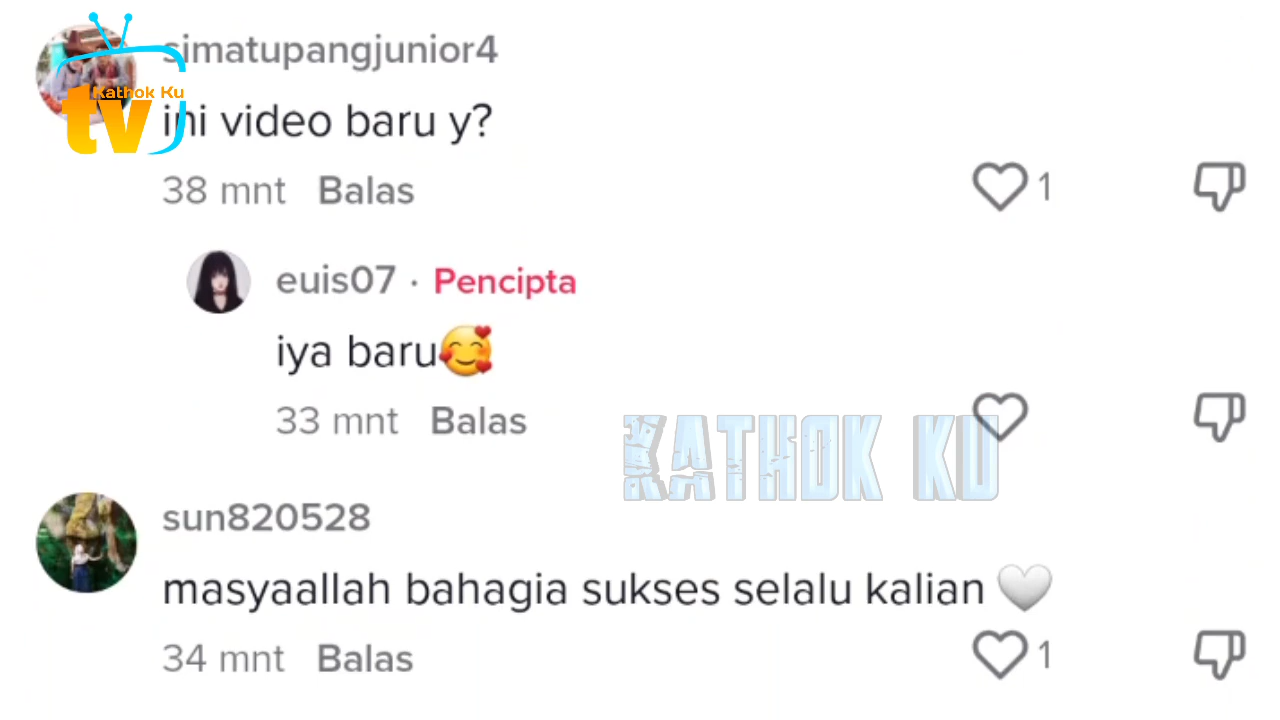 simatupangjunior4
Kathok Ku
tv
ini video baru y?
38 mnt Balas 1
euis07 · Pencipta
iya baru🥰
33 mnt Balas
KATHOK KU
sun820528
masyaallah bahagia sukses selalu kalian 🤍
34 mnt Balas 1